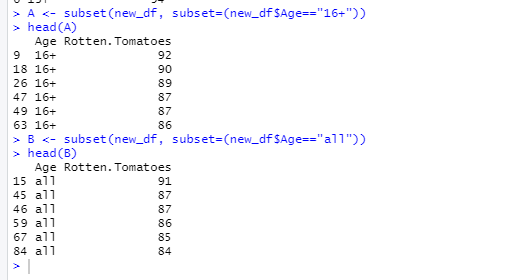 > A <- subset(new_df, subset=(new_df$Age=="16+"))
> head(A)
Age Rotten.Tomatoes
9 16+ 92
18 16+ 90
26 16+ 89
47 16+ 87
49 16+ 87
63 16+ 86
> B <- subset(new_df, subset=(new_df$Age=="all"))
> head(B)
Age Rotten.Tomatoes
15 all 91
45 all 87
46 all 87
59 all 86
67 all 85
84 all 84
>